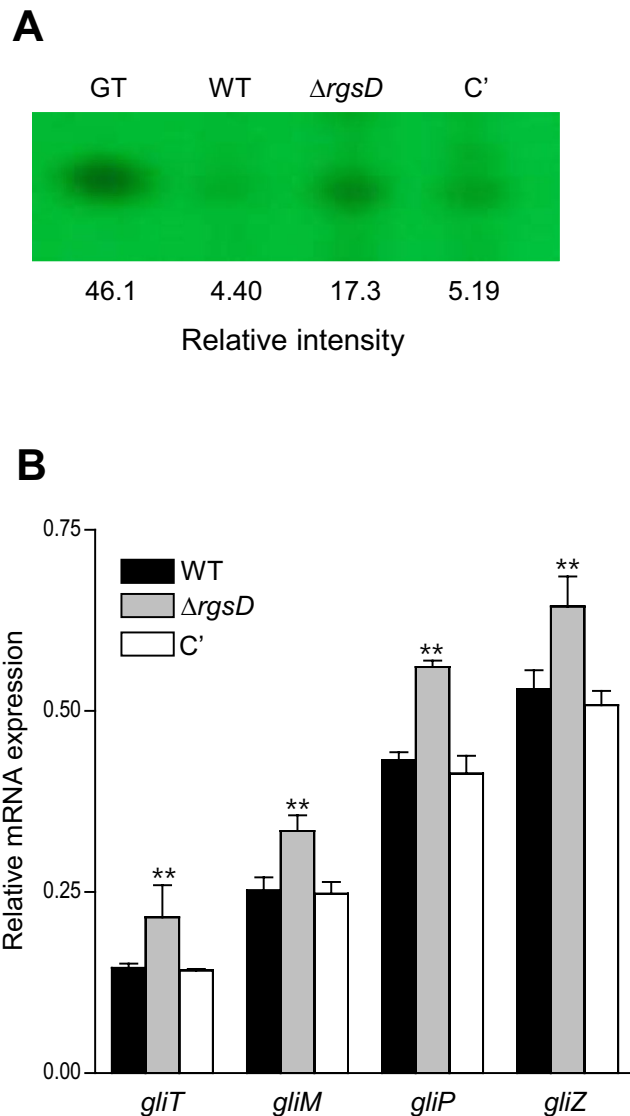 A
GT WT ΔrgsD C’
46.1 4.40 17.3 5.19
Relative intensity
B
Relative mRNA expression
0.75
0.50
0.25
0.00
WT
ΔrgsD
C’
** ** ** **
gliT gliM gliP gliZ